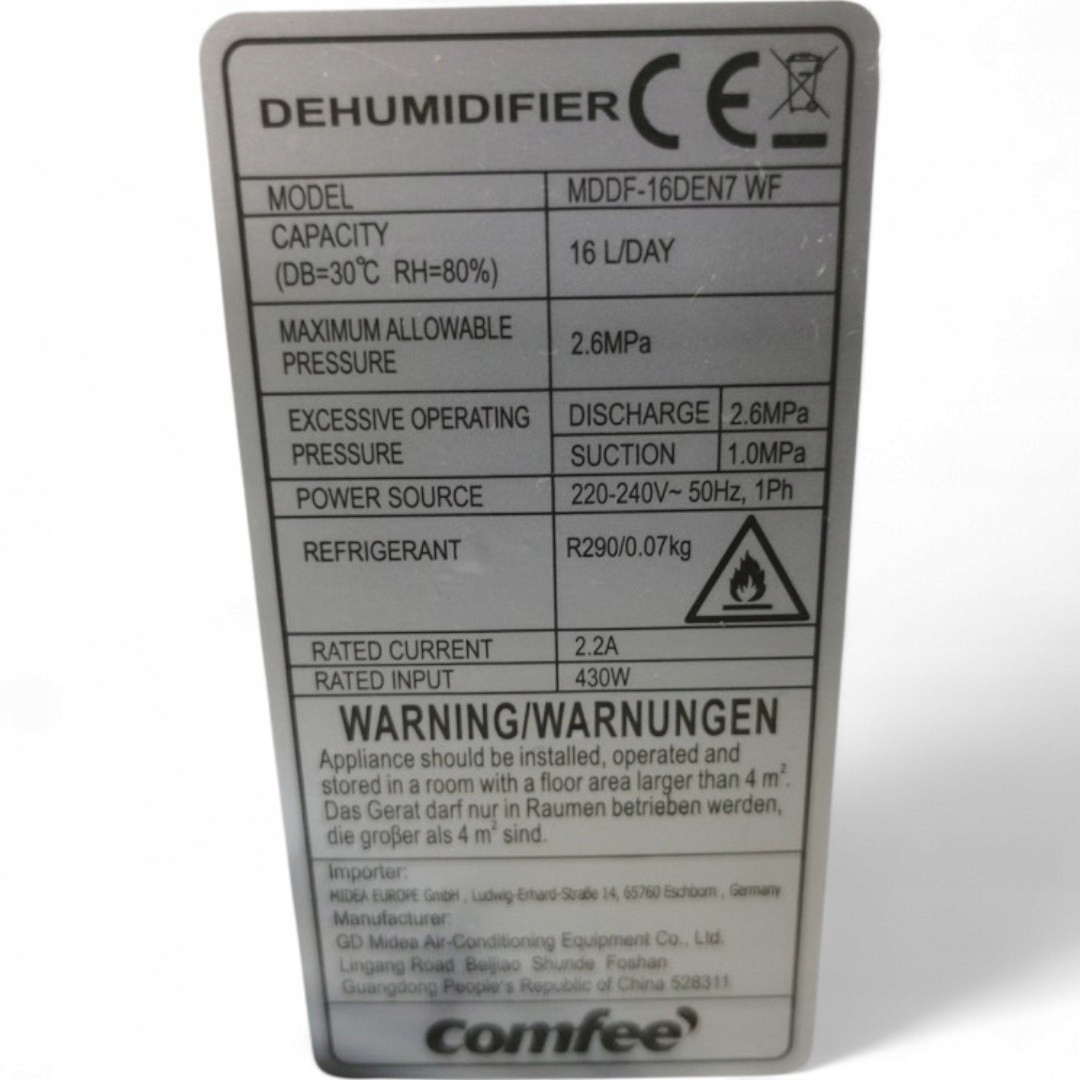 DEHUMIDIFIER CE
MODEL MDDF-16DEN7 WF
CAPACITY
(DB=30℃ RH=80%) 16 L/DAY
MAXIMUM ALLOWABLE
PRESSURE 2.6MPa
EXCESSIVE OPERATING
PRESSURE
DISCHARGE 2.6MPa
SUCTION 1.0MPa
POWER SOURCE 220-240V~ 50Hz, 1Ph
REFRIGERANT R290/0.07kg
RATED CURRENT 2.2A
RATED INPUT 430W
WARNING/WARNUNGEN
Appliance should be installed, operated and
stored in a room with a floor area larger than 4 m².
Das Gerat darf nur in Raumen betrieben werden,
die großer als 4 m² sind.
Importer:
MIDEA EUROPE GmbH , Ludwig-Erhard-Straße 14, 65760 Eschborn , Germany
Manufacturer:
GD Midea Air-Conditioning Equipment Co., Ltd.
Lingang Road Beijiao Shunde Foshan
Guangdong People's Republic of China 528311
comfee'